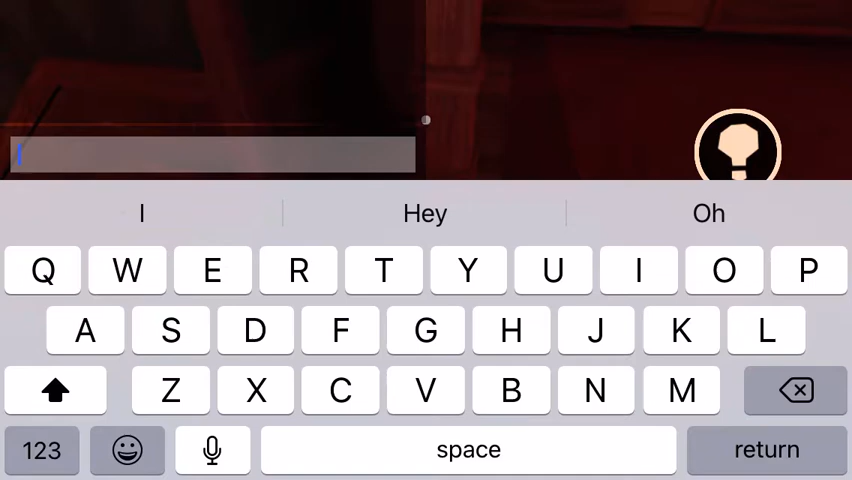 I Hey Oh
Q W E R T Y U I O P
A S D F G H J K L
Z X C V B N M
123 space return